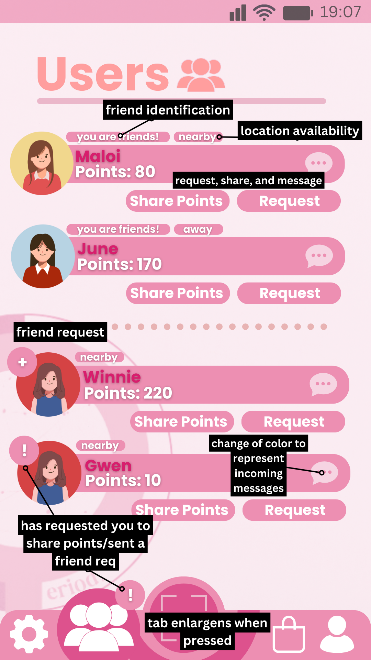 19:07
Users
friend identification
you are friends! nearby
location availability
Maloi
Points: 80
request, share, and message
Share Points Request
you are friends! away
June
Points: 170
Share Points Request
friend request
+
nearby
Winnie
Points: 220
Share Points Request
change of color to
represent
incoming
messages
!
nearby
Gwen
Points: 10
Share Points Request
has requested you to
share points/sent a
friend req
!
tab enlargens when
pressed